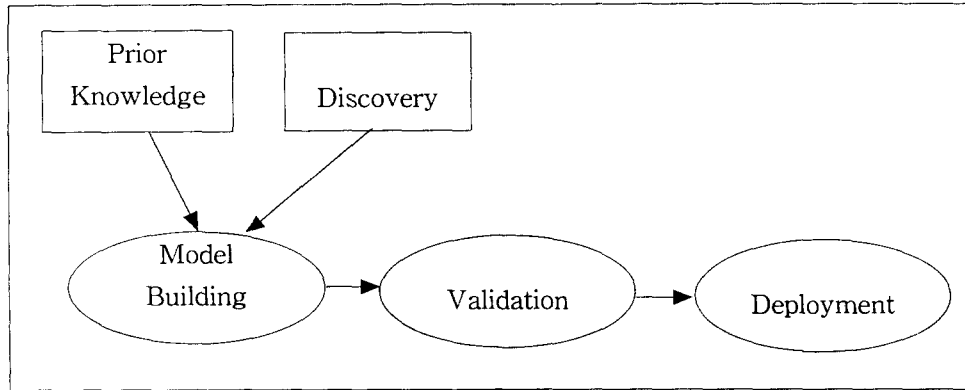 Prior
Knowledge
Discovery
Model
Building
Validation
Deployment